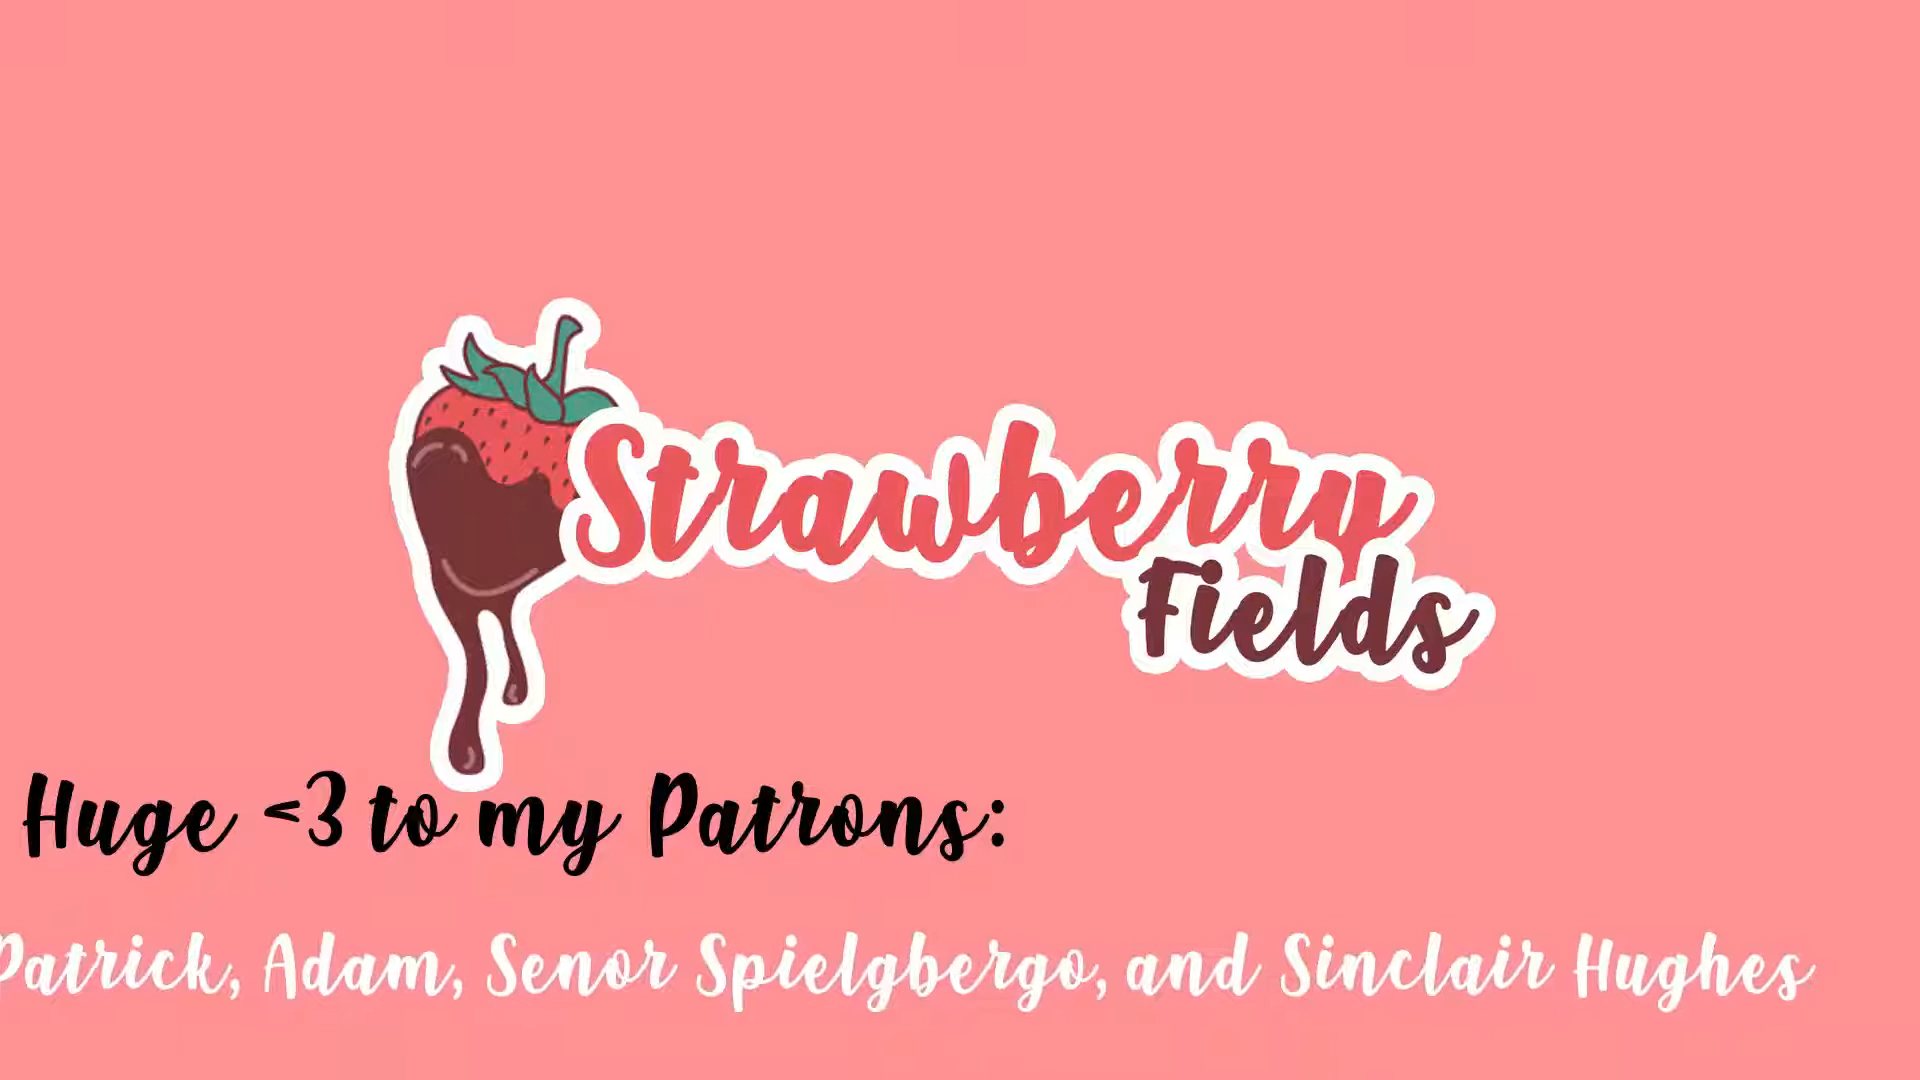 Strawberry
Fields
Huge <3 to my Patrons:
Patrick, Adam, Senor Spielgbergo, and Sinclair Hughes